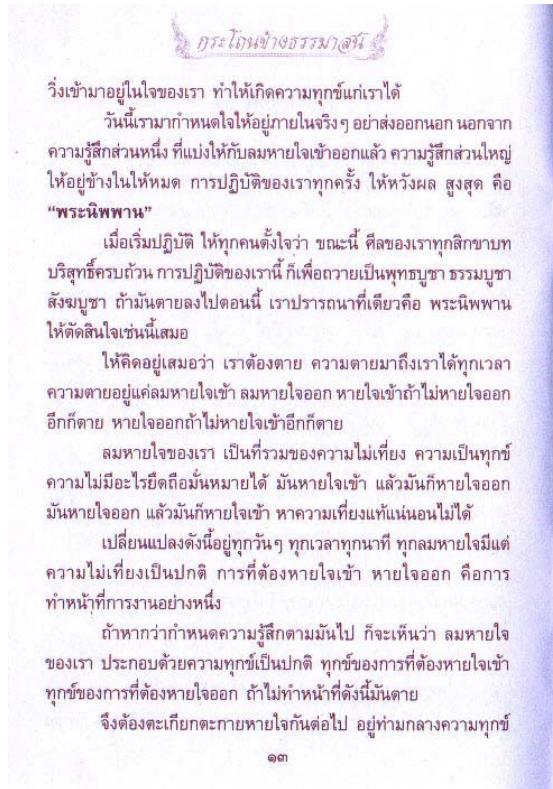 กระโถนข้างธรรมาสน์
วิ่งเข้ามาอยู่ในใจของเรา ทำให้เกิดความทุกข์แก่เราได้
วันนี้เรามากำหนดใจให้อยู่ภายในจริงๆ อย่าส่งออกนอก นอกจาก
ความรู้สึกส่วนหนึ่ง ที่แบ่งให้กับลมหายใจเข้าออกแล้ว ความรู้สึกส่วนใหญ่
ให้อยู่ข้างในให้หมด การปฏิบัติของเราทุกครั้ง ให้หวังผล สูงสุด คือ
“พระนิพพาน”
เมื่อเริ่มปฏิบัติ ให้ทุกคนตั้งใจว่า ขณะนี้ ศีลของเราทุกสิกขาบท
บริสุทธิ์ครบถ้วน การปฏิบัติของเรานี้ ก็เพื่อถวายเป็นพุทธบูชา ธรรมบูชา
สังฆบูชา ถ้ามันตายลงไปตอนนี้ เราปรารถนาที่เดียวคือ พระนิพพาน
ให้ตัดสินใจเช่นนี้เสมอ
ให้คิดอยู่เสมอว่า เราต้องตาย ความตายมาถึงเราได้ทุกเวลา
ความตายอยู่แค่ลมหายใจเข้า ลมหายใจออก หายใจเข้าถ้าไม่หายใจออก
อีกก็ตาย หายใจออกถ้าไม่หายใจเข้าอีกก็ตาย
ลมหายใจของเรา เป็นที่รวมของความไม่เที่ยง ความเป็นทุกข์
ความไม่มีอะไรยึดถือมั่นหมายได้ มันหายใจเข้า แล้วมันก็หายใจออก
มันหายใจออก แล้วมันก็หายใจเข้า หาความเที่ยงแท้แน่นอนไม่ได้
เปลี่ยนแปลงดังนี้อยู่ทุกวันๆ ทุกเวลาทุกนาที ทุกลมหายใจมีแต่
ความไม่เที่ยงเป็นปกติ การที่ต้องหายใจเข้า หายใจออก คือการ
ทำหน้าที่การงานอย่างหนึ่ง
ถ้าหากว่ากำหนดความรู้สึกตามมันไป ก็จะเห็นว่า ลมหายใจ
ของเรา ประกอบด้วยความทุกข์เป็นปกติ ทุกข์ของการที่ต้องหายใจเข้า
ทุกข์ของการที่ต้องหายใจออก ถ้าไม่ทำหน้าที่ดังนี้มันตาย
จึงต้องตะเกียกตะกายหายใจกันต่อไป อยู่ท่ามกลางความทุกข์
๑๓